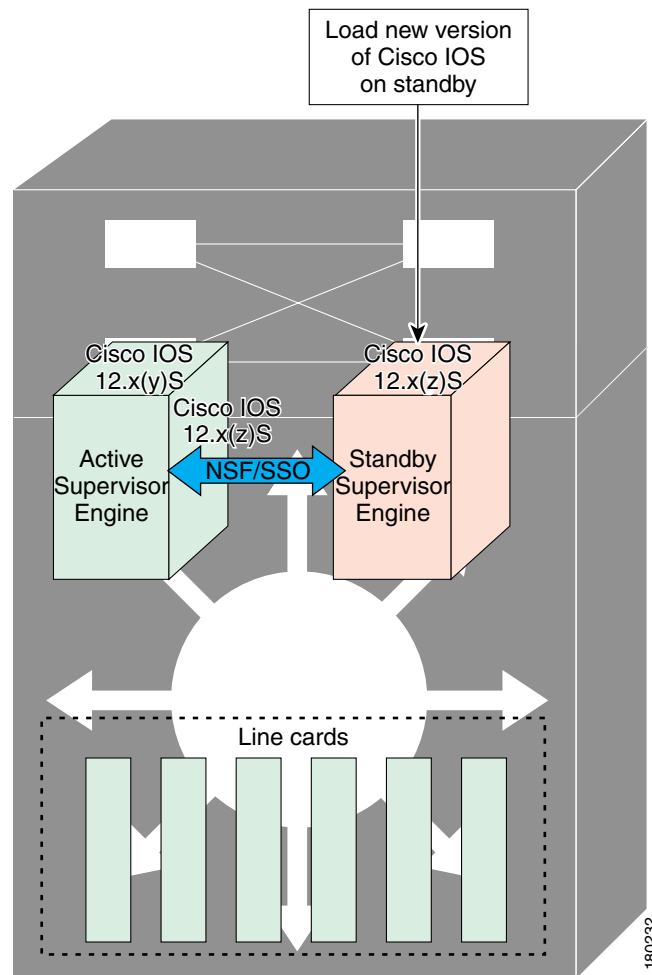 Load new version
of Cisco IOS
on standby
Cisco IOS
12.x(y)S
Cisco IOS
12.x(z)S
Cisco IOS
12.x(z)S
Active
Supervisor
Engine
NSF/SSO
Standby
Supervisor
Engine
Line cards
180232